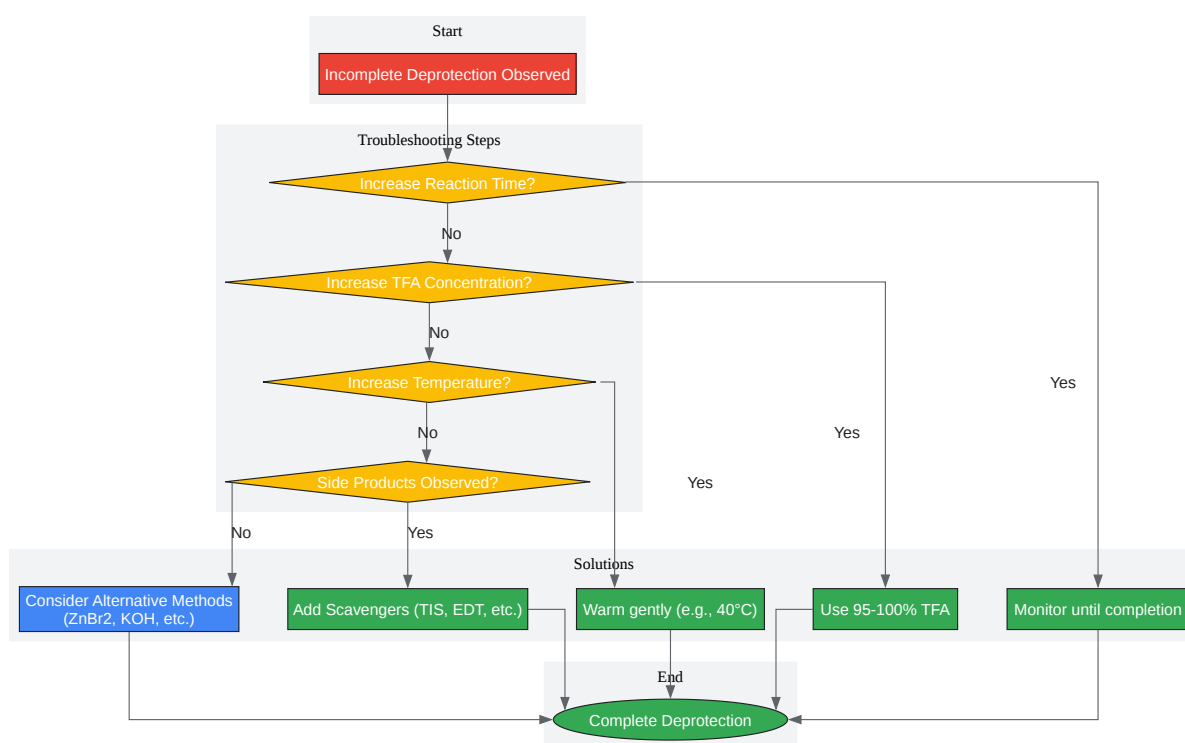 Start
Incomplete Deprotection Observed
Troubleshooting Steps
Increase Reaction Time?
No
Increase TFA Concentration?
No
Increase Temperature?
Yes
No
Yes
Side Products Observed?
Yes
No
Yes
Solutions
Consider Alternative Methods
(ZnBr2, KOH, etc.)
Add Scavengers (TIS, EDT, etc.)
Warm gently (e.g., 40°C)
Use 95-100% TFA
Monitor until completion
End
Complete Deprotection